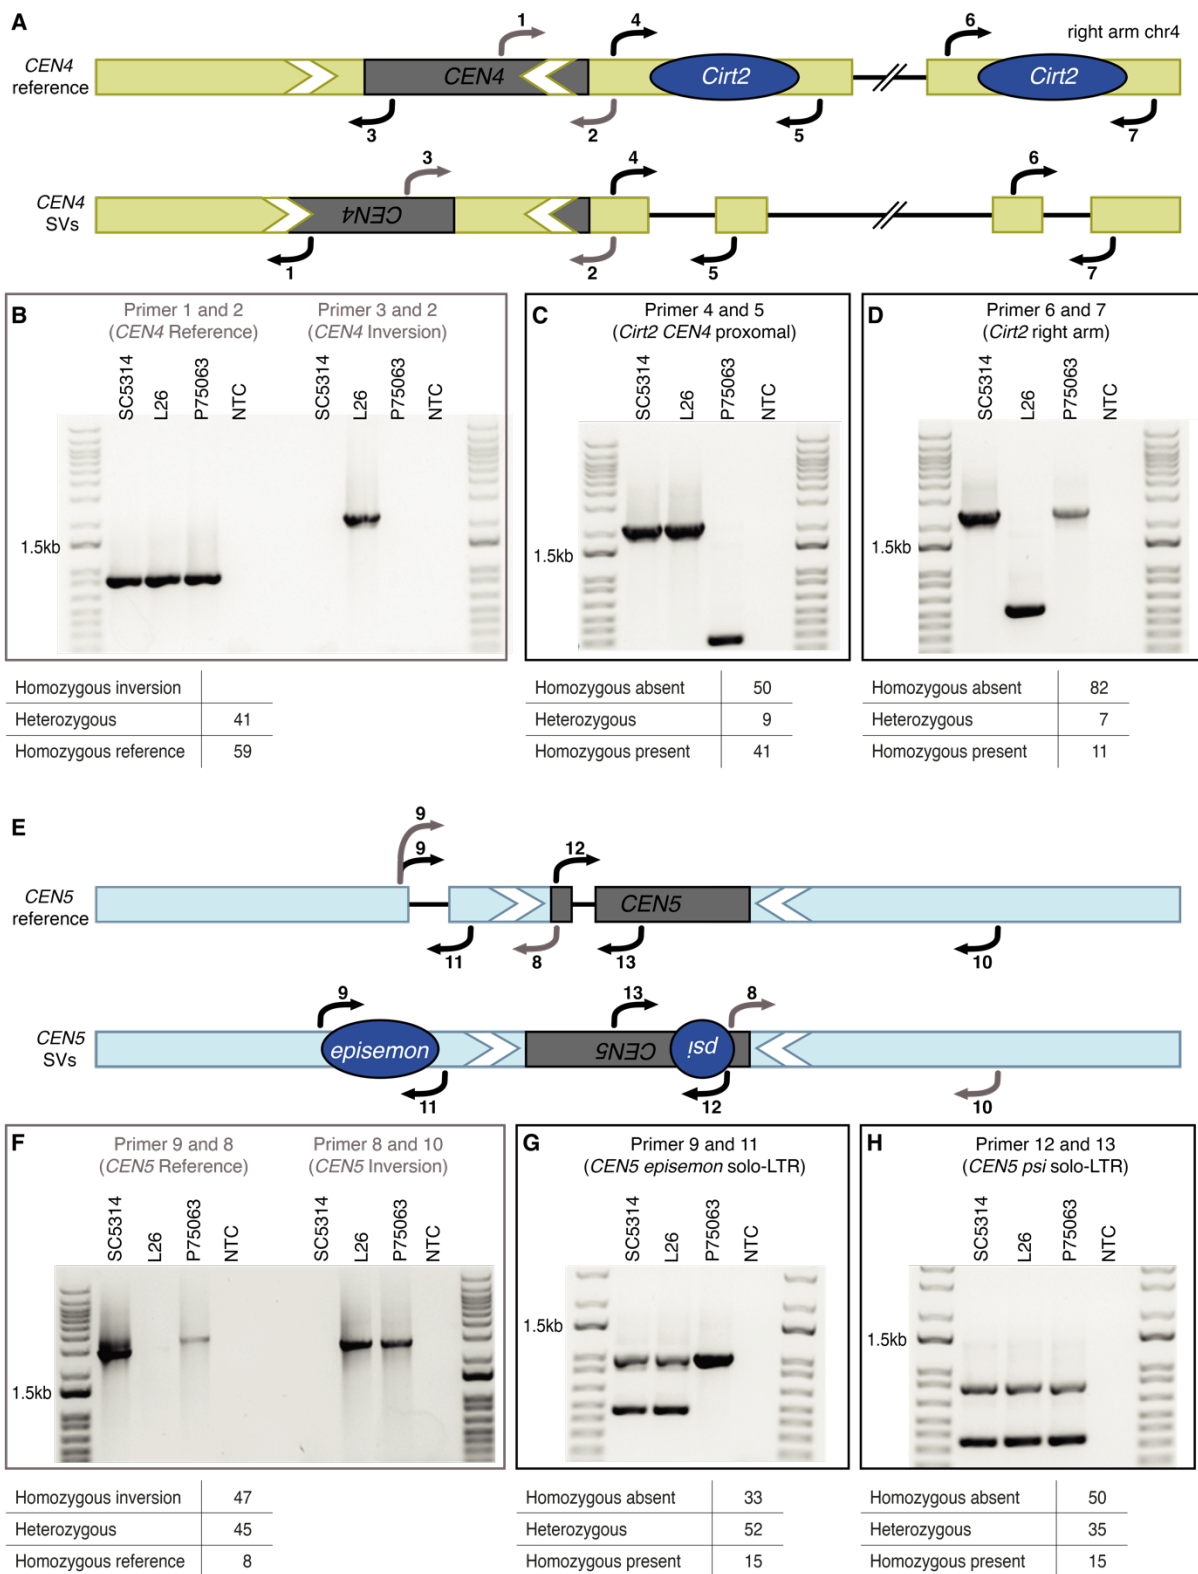 A
CEN4
reference
1
4
6
right arm chr4
CEN4
Cirt2
Cirt2
3
2
5
7
CEN4
SVs
3
4
6
CEN4
1
2
5
7
B
Primer 1 and 2
(CEN4 Reference)
Primer 3 and 2
(CEN4 Inversion)
SC5314
L26
P75063
NTC
SC5314
L26
P75063
NTC
1.5kb
C
Primer 4 and 5
(Cirt2 CEN4 proxomal)
SC5314
L26
P75063
NTC
1.5kb
D
Primer 6 and 7
(Cirt2 right arm)
SC5314
L26
P75063
NTC
1.5kb
Homozygous inversion
Heterozygous 41
Homozygous reference 59
Homozygous absent 50
Heterozygous 9
Homozygous present 41
Homozygous absent 82
Heterozygous 7
Homozygous present 11
E
CEN5
reference
9
9
12
CEN5
11
8
13
10
CEN5
SVs
9
13
8
episemon
CEN5
psi
11
12
10
F
Primer 9 and 8
(CEN5 Reference)
Primer 8 and 10
(CEN5 Inversion)
SC5314
L26
P75063
NTC
SC5314
L26
P75063
NTC
1.5kb
G
Primer 9 and 11
(CEN5 episemon solo-LTR)
SC5314
L26
P75063
NTC
1.5kb
H
Primer 12 and 13
(CEN5 psi solo-LTR)
SC5314
L26
P75063
NTC
1.5kb
Homozygous inversion 47
Heterozygous 45
Homozygous reference 8
Homozygous absent 33
Heterozygous 52
Homozygous present 15
Homozygous absent 50
Heterozygous 35
Homozygous present 15